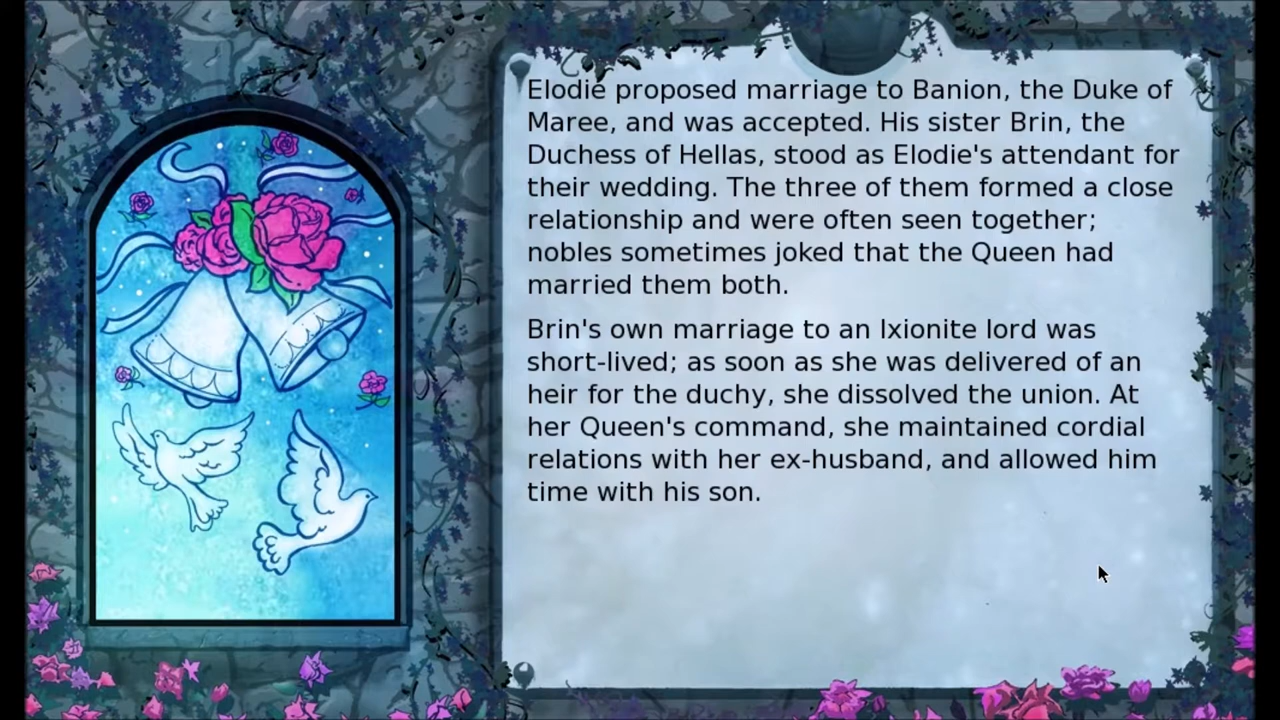 Elodie proposed marriage to Banion, the Duke of
Maree, and was accepted. His sister Brin, the
Duchess of Hellas, stood as Elodie's attendant for
their wedding. The three of them formed a close
relationship and were often seen together;
nobles sometimes joked that the Queen had
married them both.
Brin's own marriage to an Ixionite lord was
short-lived; as soon as she was delivered of an
heir for the duchy, she dissolved the union. At
her Queen's command, she maintained cordial
relations with her ex-husband, and allowed him
time with his son.